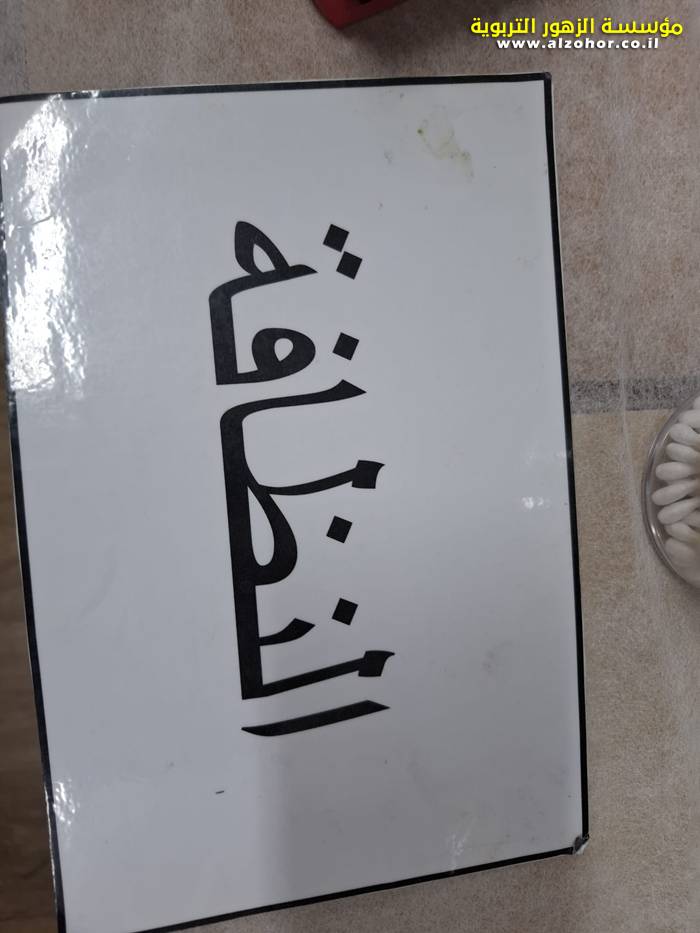 مؤسسة الزهور التربوية
www.alzohor.co.il
النظافة